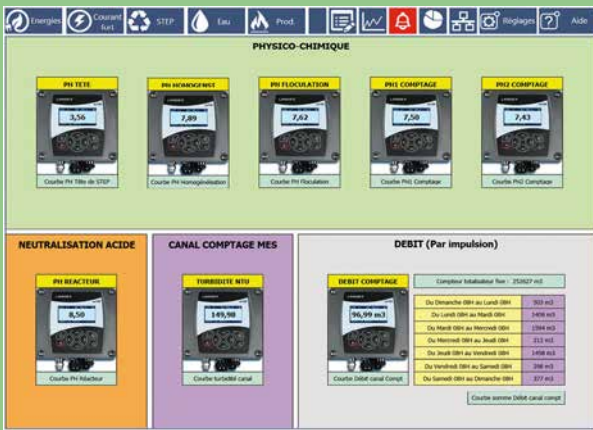 Energies
Courant fort
STEP
Eau
Prod.
Réglages
Aide
PHYSICO-CHIMIQUE
PH TETE
3,56
Courbe PH Tête de STEP
PH HOMOGENST
7,89
Courbe PH Homogénéisation
PH FLOCULATION
7,62
Courbe PH Floculation
PH1 COMPTAGE
7,50
Courbe PH1 Comptage
PH2 COMPTAGE
7,43
Courbe PH2 Comptage
NEUTRALISATION ACIDE
PH REACTEUR
8,50
Courbe PH Réacteur
CANAL COMPTAGE MES
TURBIDITE NTU
149,98
Courbe turbidité canal
DEBIT (Par impulsion)
DEBIT COMPTAGE
96,99 m3
Courbe Débit canal Compt
Compteur totalisateur fixe : 252627 m3
Du Dimanche 08H au Lundi 08H 503 m3
Du Lundi 08H au Mardi 08H
Du Mardi 08H au Mercredi 08H 1594 m3
Du Mercredi 08H au Jeudi 08H 212 m3
Du Jeudi 08H au Vendredi 08H 1458 m3
Du Vendredi 08H au Samedi 08H
Du Samedi 08H au Dimanche 08H 377 m3
Courbe somme Débit canal compt